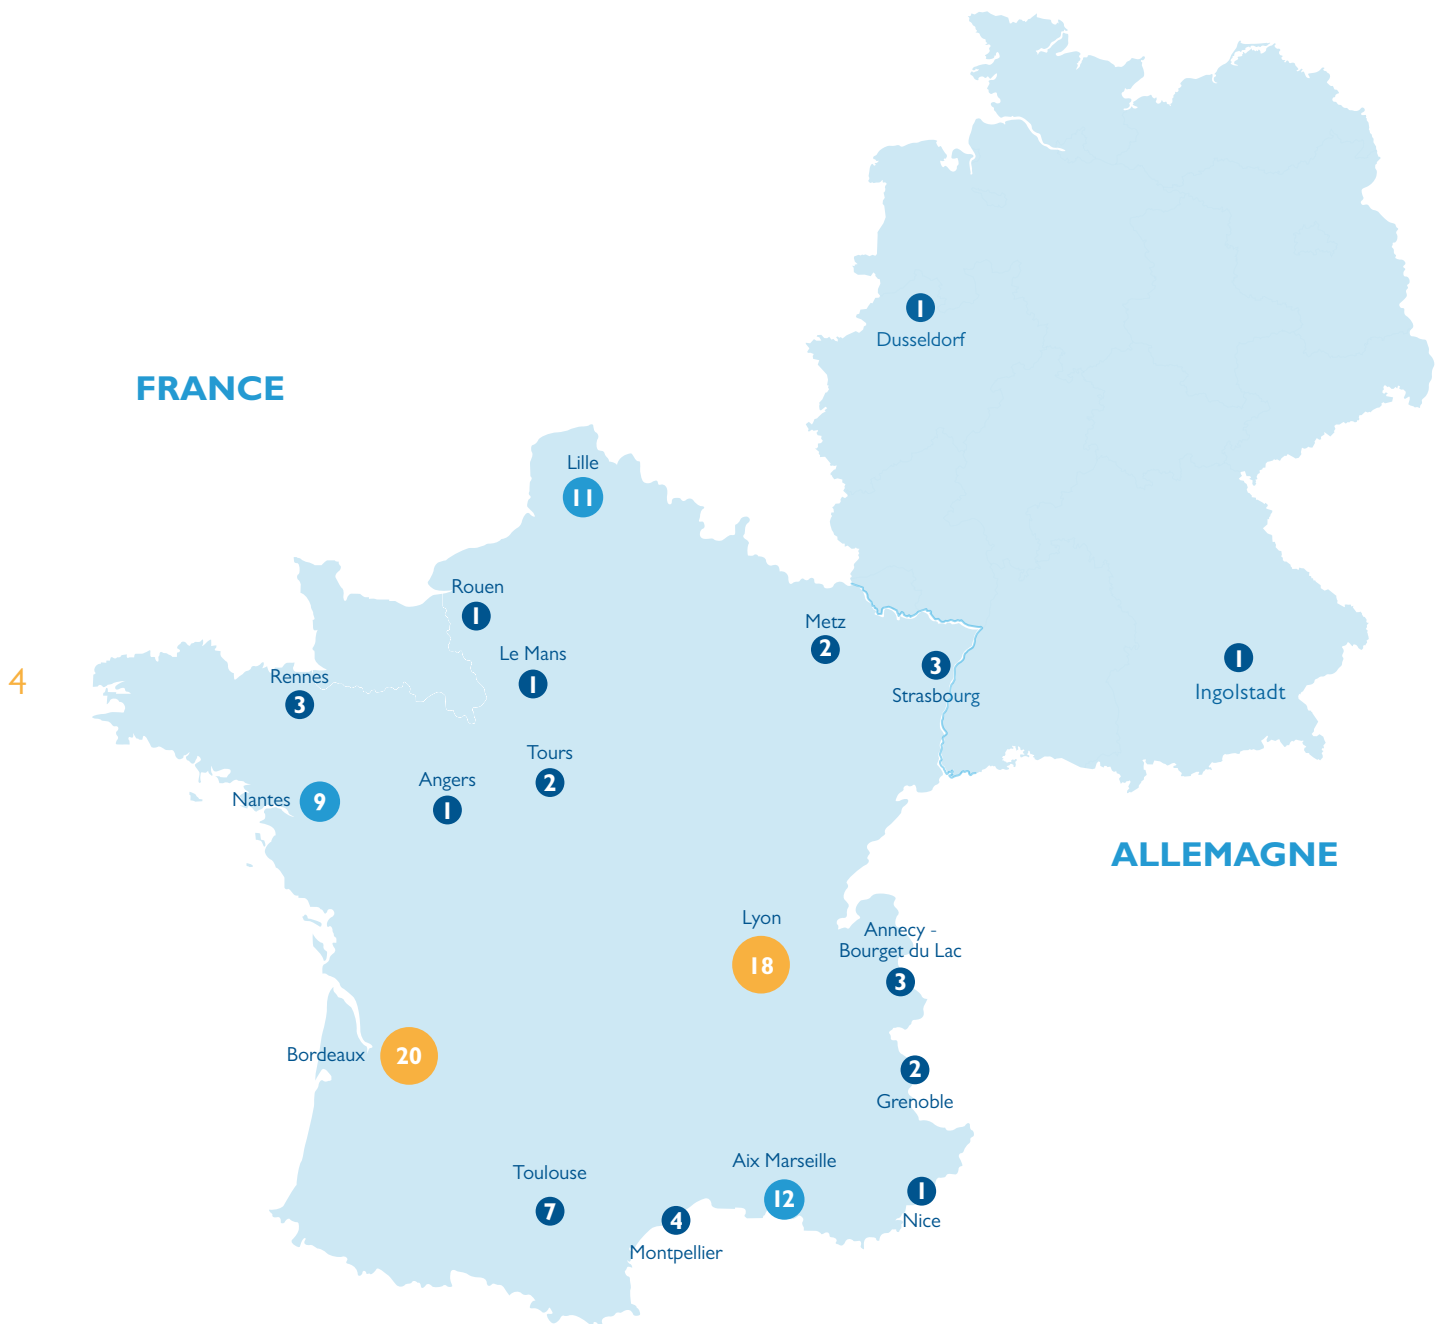 1
Dusseldorf
FRANCE
Lille
11
Rouen
1
Metz
2
Le Mans
1
3
Strasbourg
1
Ingolstadt
4
Rennes
3
Tours
2
Angers
1
Nantes
9
ALLEMAGNE
Lyon
18
Annecy -
Bourget du Lac
3
Bordeaux
20
2
Grenoble
Aix Marseille
12
Toulouse
7
4
Montpellier
1
Nice